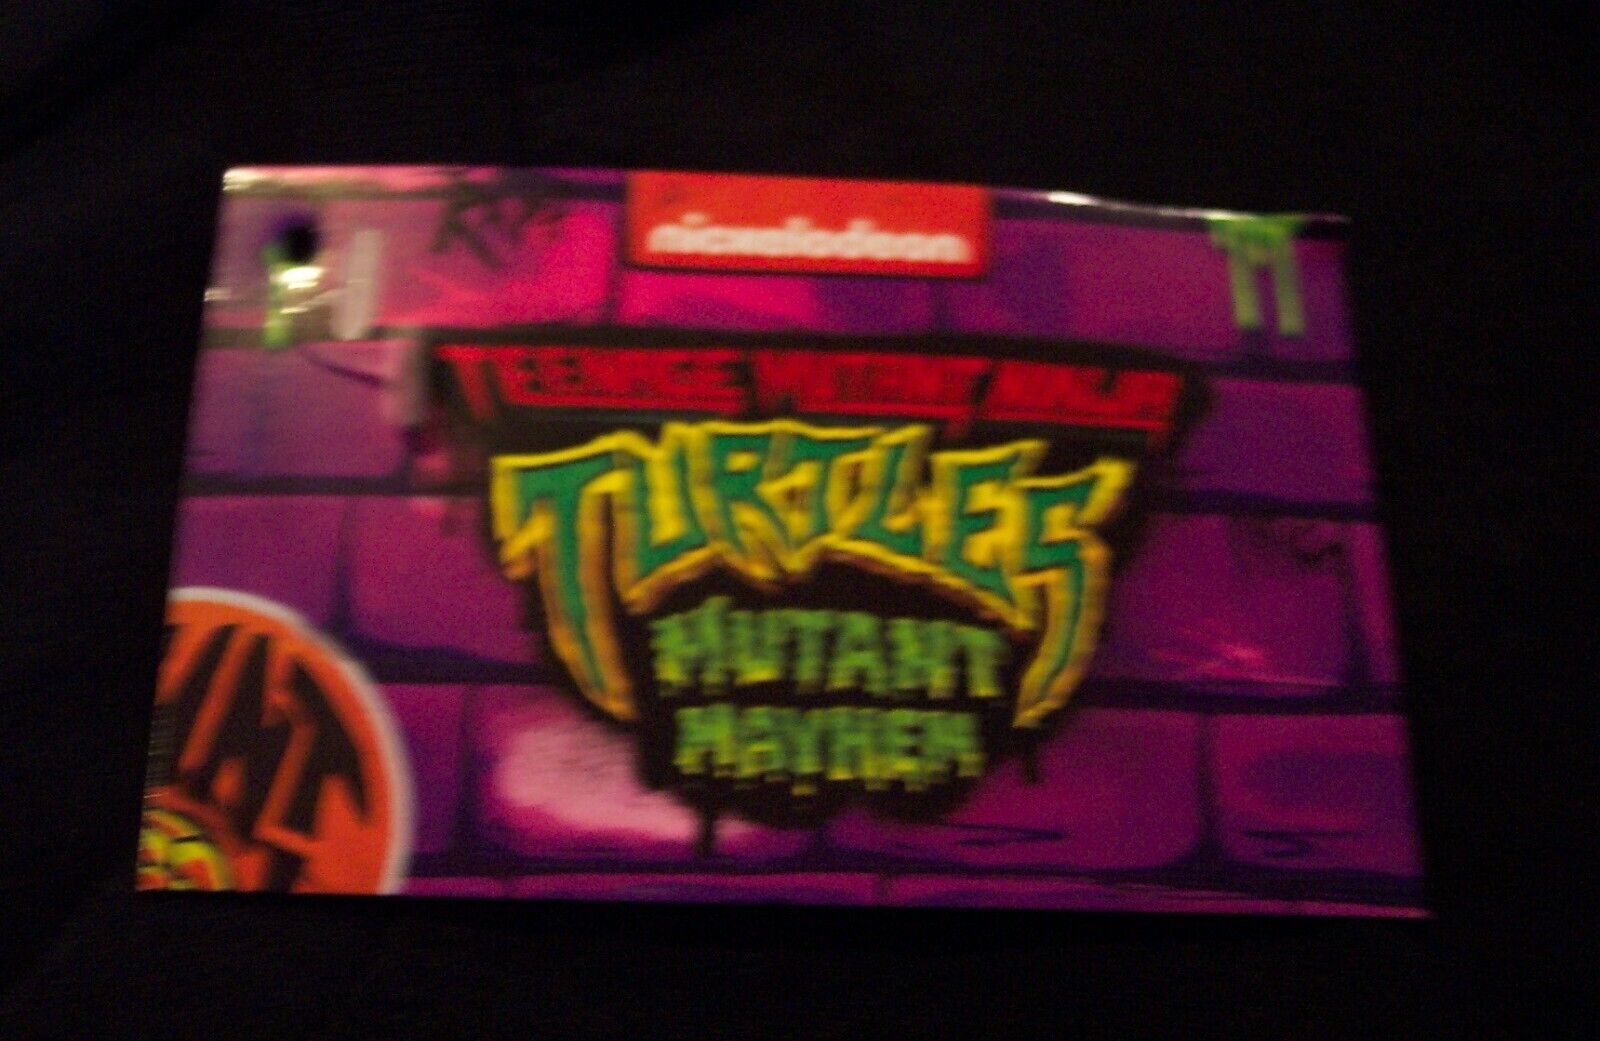 nickelodeon
TEENAGE MUTANT NINJA
TURTLES
MUTANT
MAYHEM